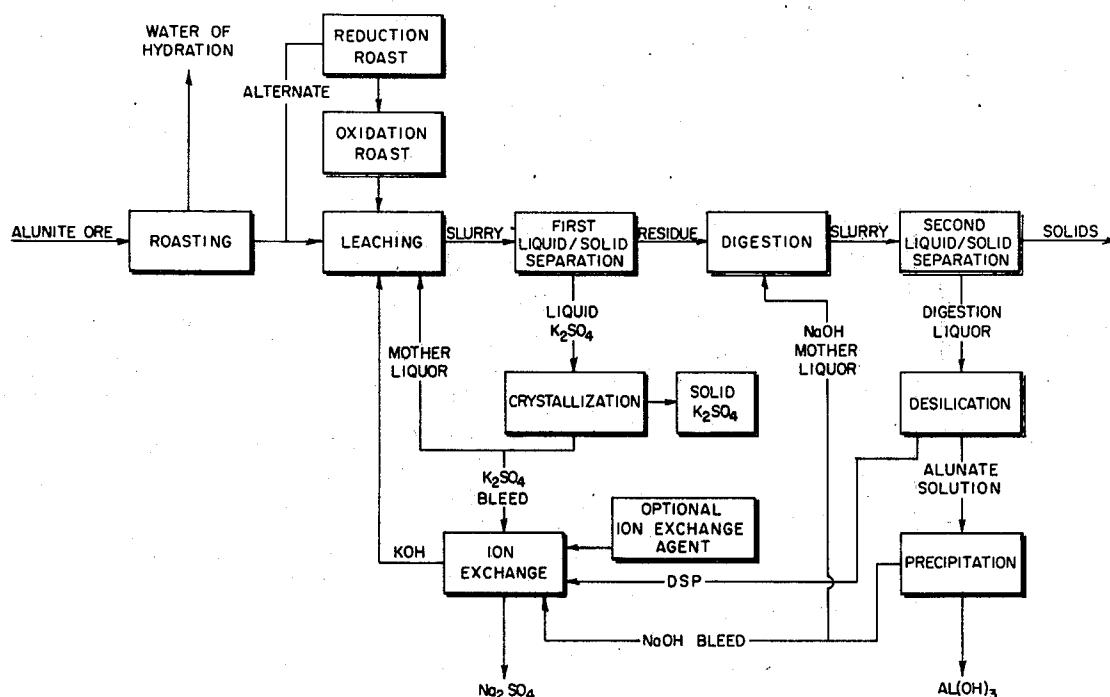 WATER OF
HYDRATION
REDUCTION
ROAST
ALTERNATE
OXIDATION
ROAST
ALUNITE ORE
ROASTING
LEACHING
SLURRY
FIRST
LIQUID/SOLID
SEPARATION
RESIDUE
DIGESTION
SLURRY
SECOND
LIQUID/SOLID
SEPARATION
SOLIDS
LIQUID
K₂SO₄
NaOH
MOTHER
LIQUOR
DIGESTION
LIQUOR
MOTHER
LIQUOR
CRYSTALLIZATION
SOLID
K₂SO₄
DESILICATION
K₂SO₄
BLEED
ALUNATE
SOLUTION
OPTIONAL
ION EXCHANGE
AGENT
KOH
ION
EXCHANGE
DSP
PRECIPITATION
NaOH BLEED
Na₂SO₄
AL(OH)₃